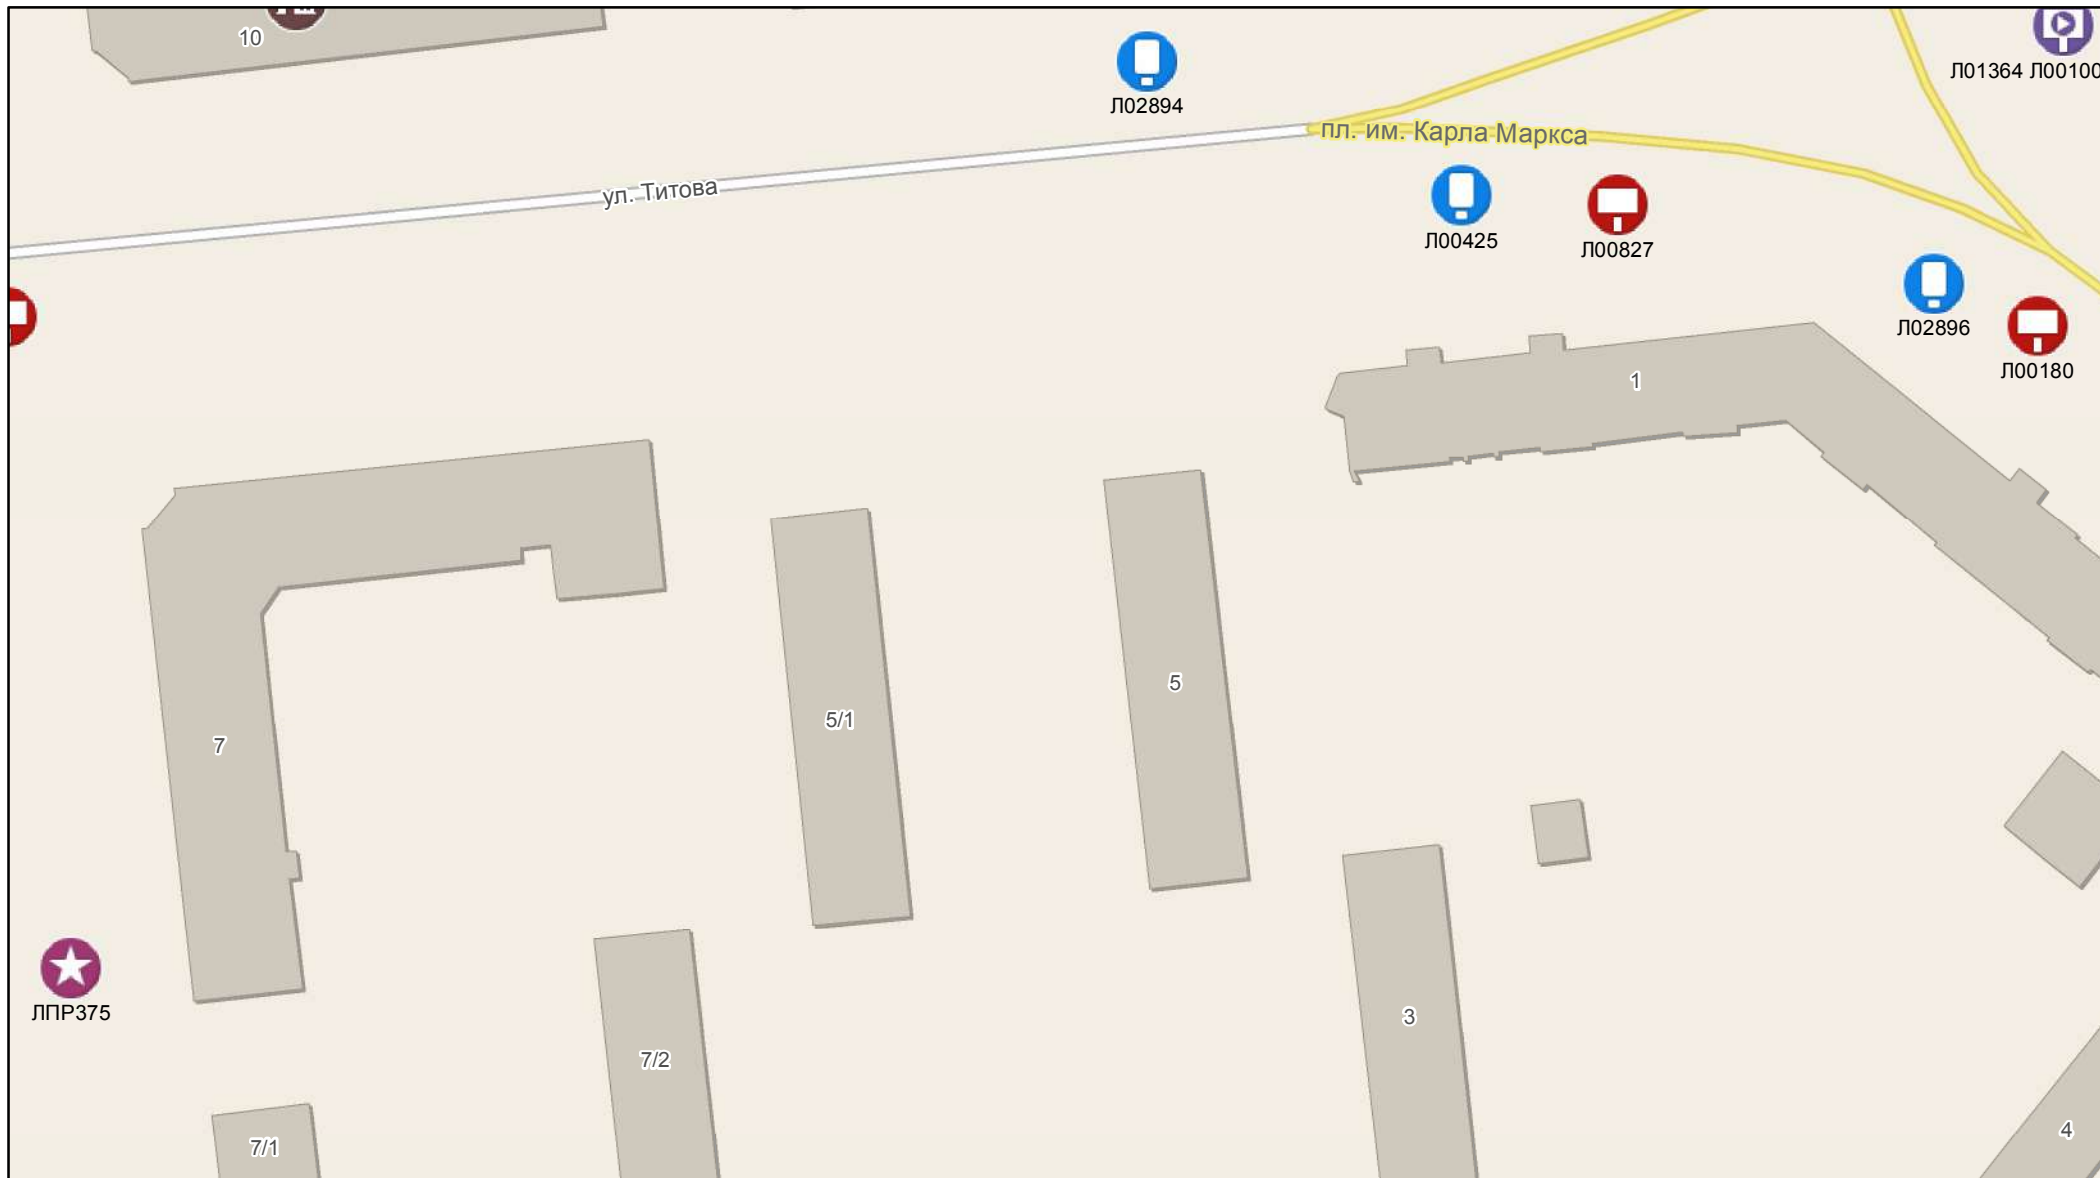 10
Л02894
Л01364 Л00100
пл. им. Карла Маркса
ул. Титова
Л00425
Л00827
Л02896
Л00180
1
5
5/1
7
ЛПР375
3
7/2
7/1
4